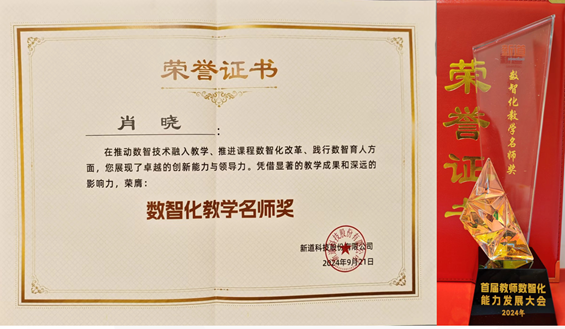 荣誉证书
肖 晓 :
在推动数智技术融入教学、推进课程数智化改革、践行数智育人方
面，您展现了卓越的创新能力与领导力。凭借显著的教学成果和深远的
影响力，荣膺：
数智化教学名师奖
新道科技股份有限公司
2024年9月21日
荣誉证书
数智化教学名师奖
首届教师数智化
能力发展大会
2024年